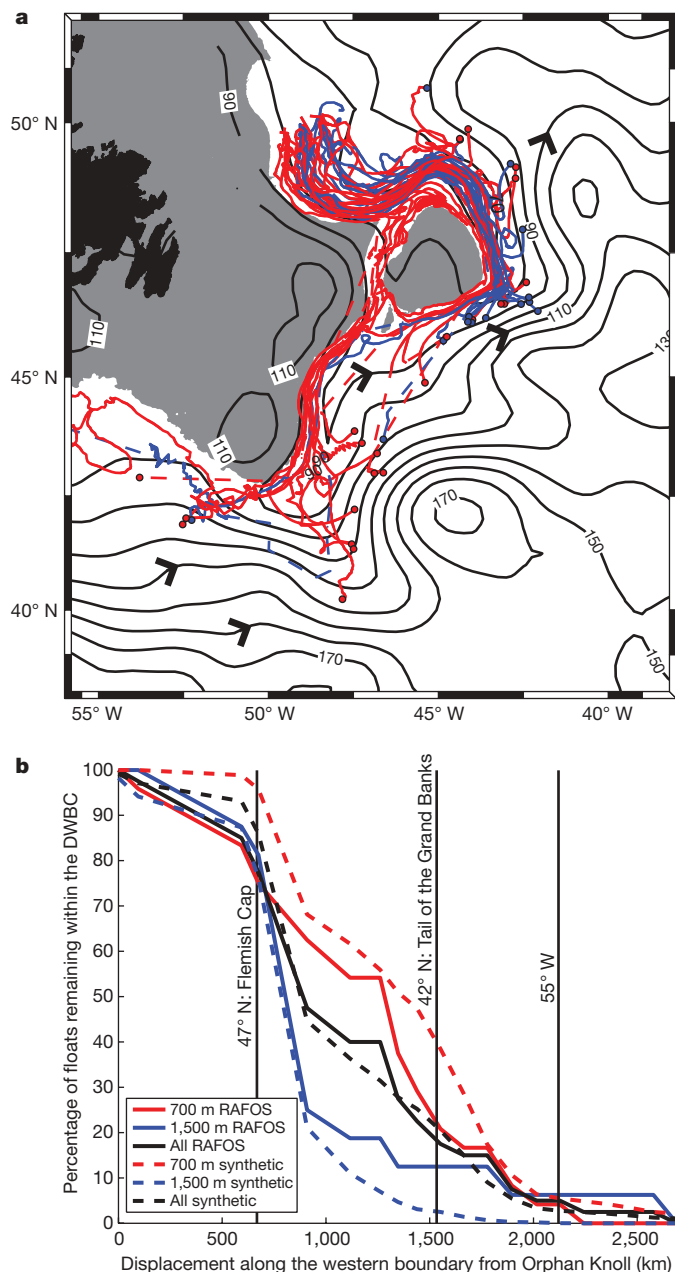 a
50° N
45° N
40° N
55° W
50° W
45° W
40° W
90
90
110
110
110
110
90
90
130
170
150
170
150
b
Percentage of floats remaining within the DWBC
100
90
80
70
60
50
40
30
20
10
0
47° N: Flemish Cap
42° N: Tail of the Grand Banks
55° W
700 m RAFOS
1,500 m RAFOS
All RAFOS
700 m synthetic
1,500 m synthetic
All synthetic
0
500
1,000
1,500
2,000
2,500
Displacement along the western boundary from Orphan Knoll (km)